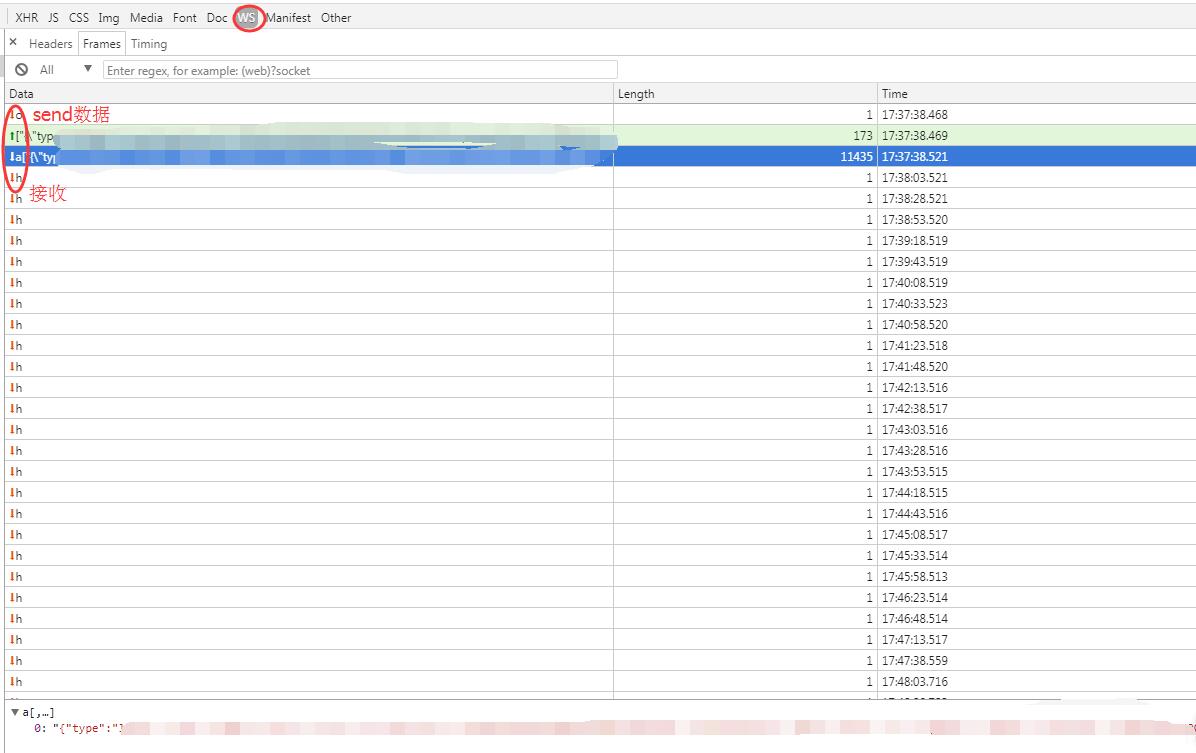 XHR JS CSS Img Media Font Doc WS Manifest Other
× Headers Frames Timing
All ▼ Enter regex, for example: (web)?socket
Data Length Time
o send数据 1 17:37:38.468
["{\"typ 173 17:37:38.469
a["{\"typ 11435 17:37:38.521
h 1 17:38:03.521
接收
h 1 17:38:28.521
h 1 17:38:53.520
h 1 17:39:18.519
h 1 17:39:43.519
h 1 17:40:08.519
h 1 17:40:33.523
h 1 17:40:58.520
h 1 17:41:23.518
h 1 17:41:48.520
h 1 17:42:13.516
h 1 17:42:38.517
h 1 17:43:03.516
h 1 17:43:28.516
h 1 17:43:53.515
h 1 17:44:18.515
h 1 17:44:43.516
h 1 17:45:08.517
h 1 17:45:33.514
h 1 17:45:58.513
h 1 17:46:23.514
h 1 17:46:48.514
h 1 17:47:13.517
h 1 17:47:38.559
h 1 17:48:03.716
▼ a[,…]
0: "{"type":"